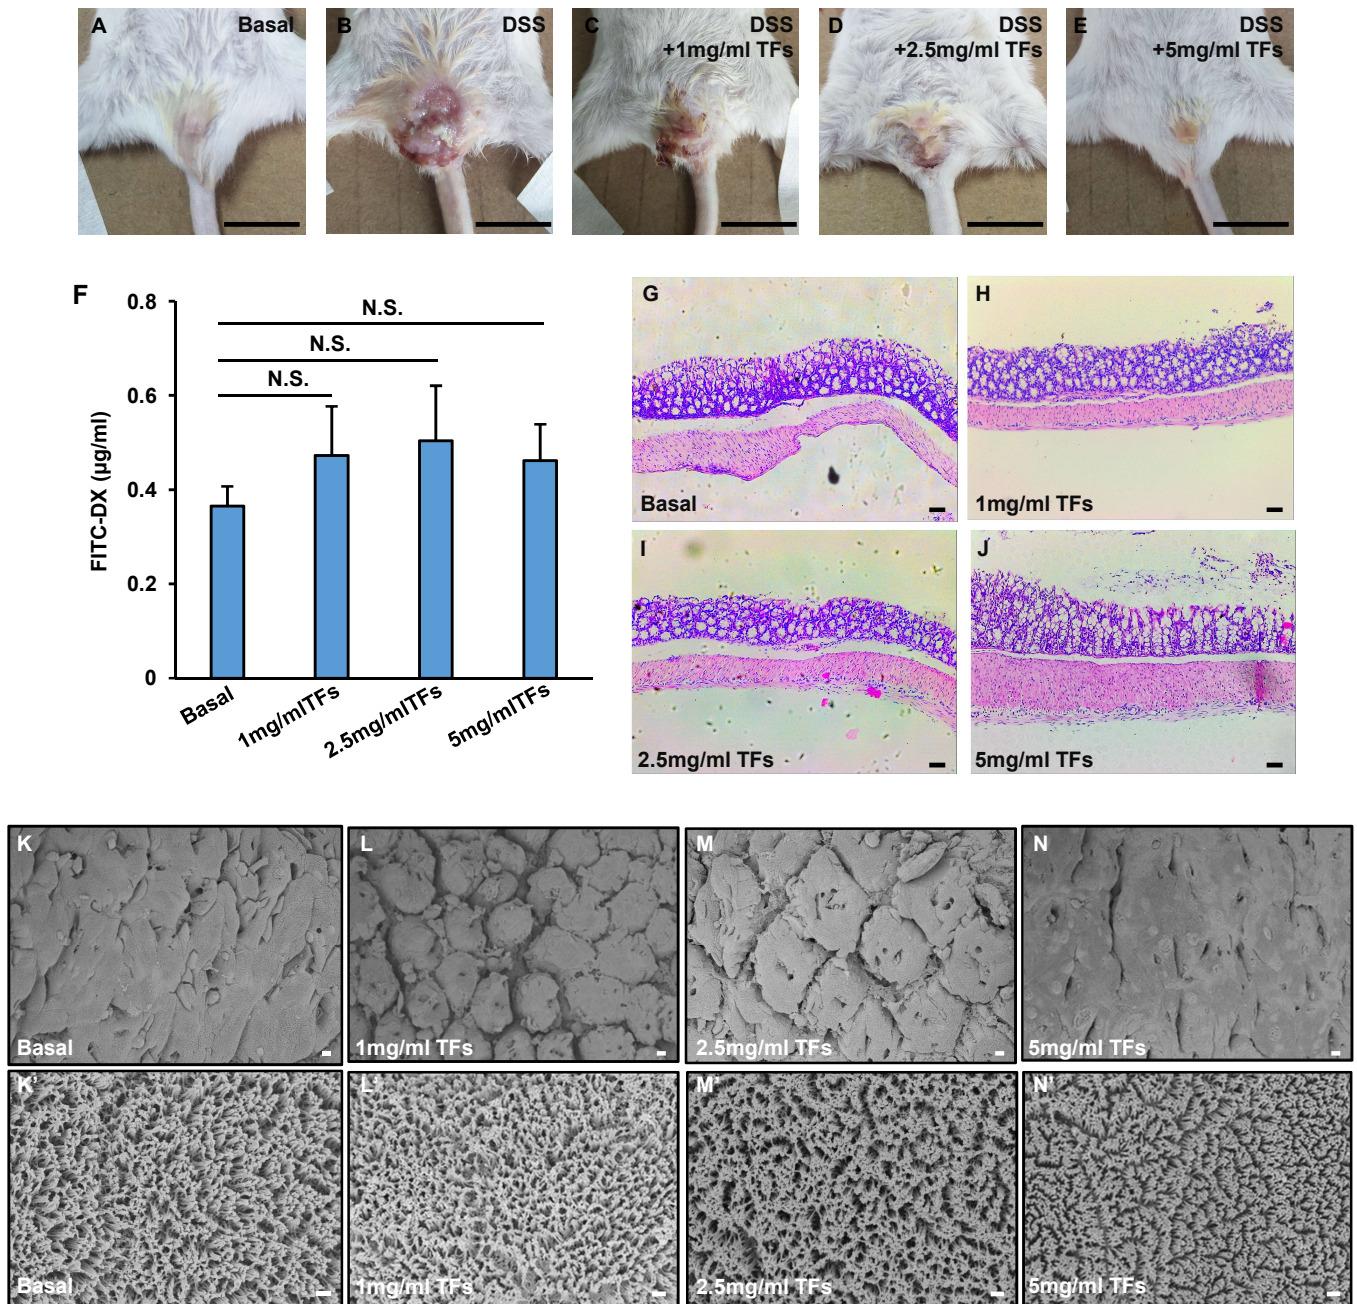 A Basal
B DSS
C DSS
+1mg/ml TFs
D DSS
+2.5mg/ml TFs
E DSS
+5mg/ml TFs
F
0.8
0.6
0.4
0.2
0
FITC-DX (μg/ml)
N.S.
N.S.
N.S.
Basal
1mg/mlTFs
2.5mg/mlTFs
5mg/mlTFs
G
Basal
H
1mg/ml TFs
I
2.5mg/ml TFs
J
5mg/ml TFs
K
Basal
L
1mg/ml TFs
M
2.5mg/ml TFs
N
5mg/ml TFs
K'
Basal
L'
1mg/ml TFs
M'
2.5mg/ml TFs
N'
5mg/ml TFs